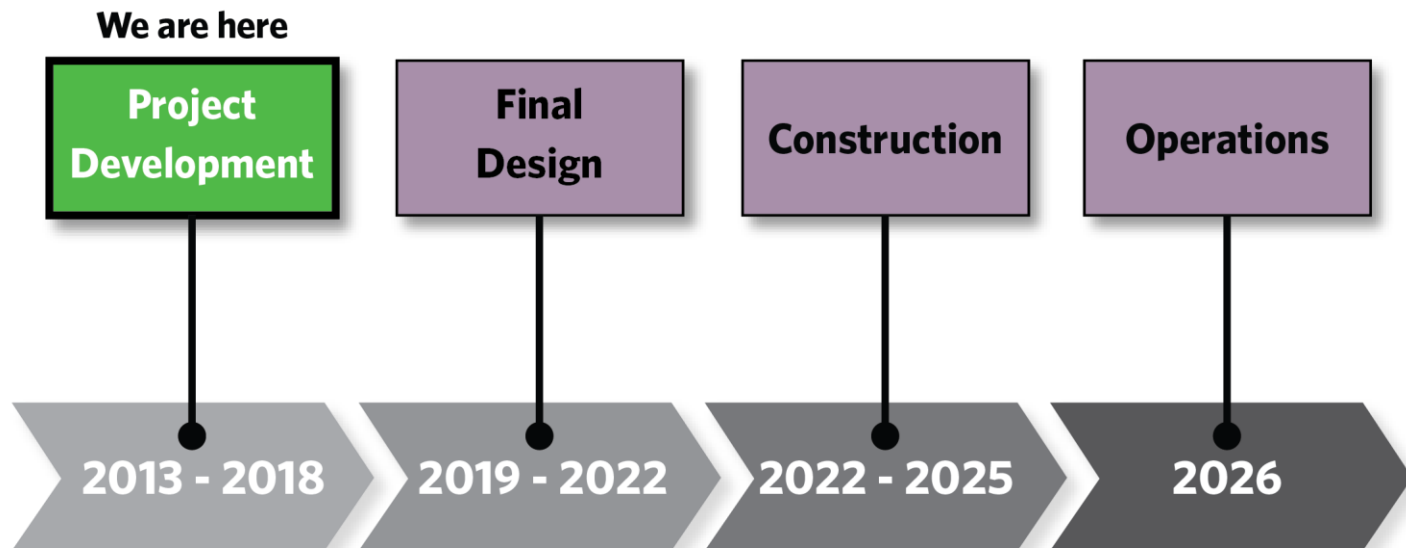 We are here
Project
Development
Final
Design
Construction
Operations
2013 - 2018
2019 - 2022
2022 - 2025
2026